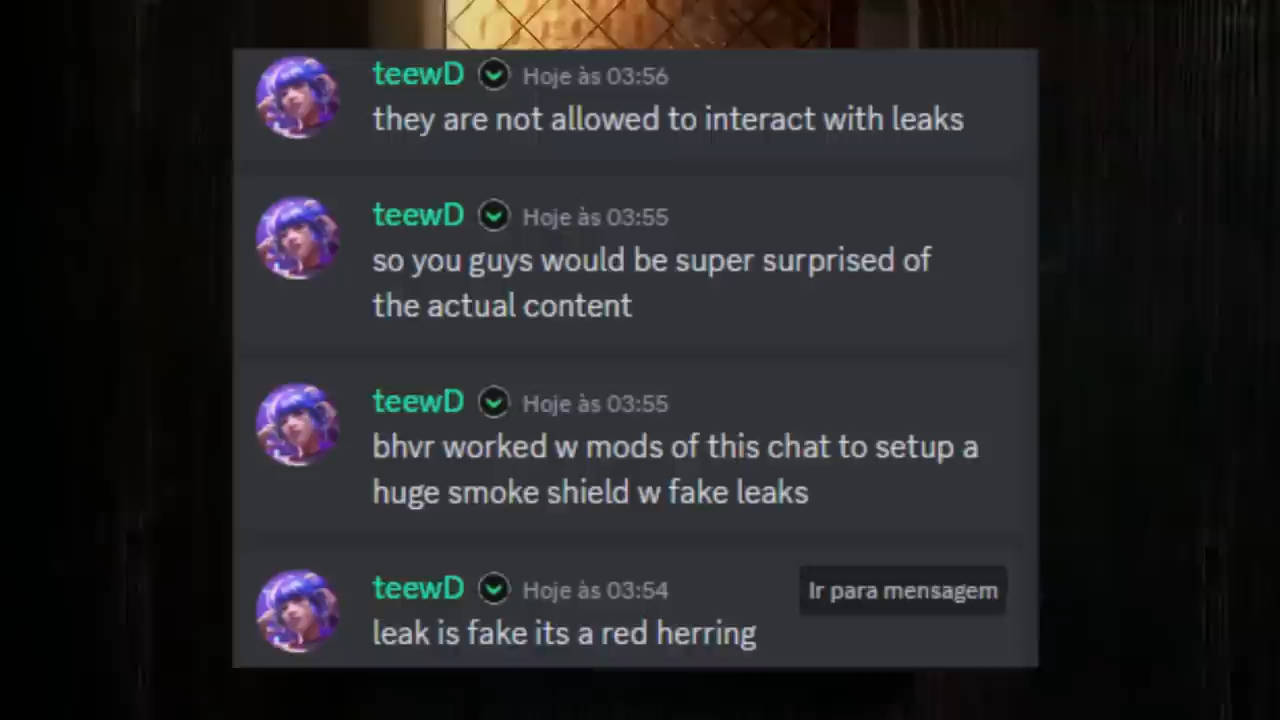 teewD Hoje às 03:56
they are not allowed to interact with leaks
teewD Hoje às 03:55
so you guys would be super surprised of
the actual content
teewD Hoje às 03:55
bhvr worked w mods of this chat to setup a
huge smoke shield w fake leaks
teewD Hoje às 03:54 Ir para mensagem
leak is fake its a red herring